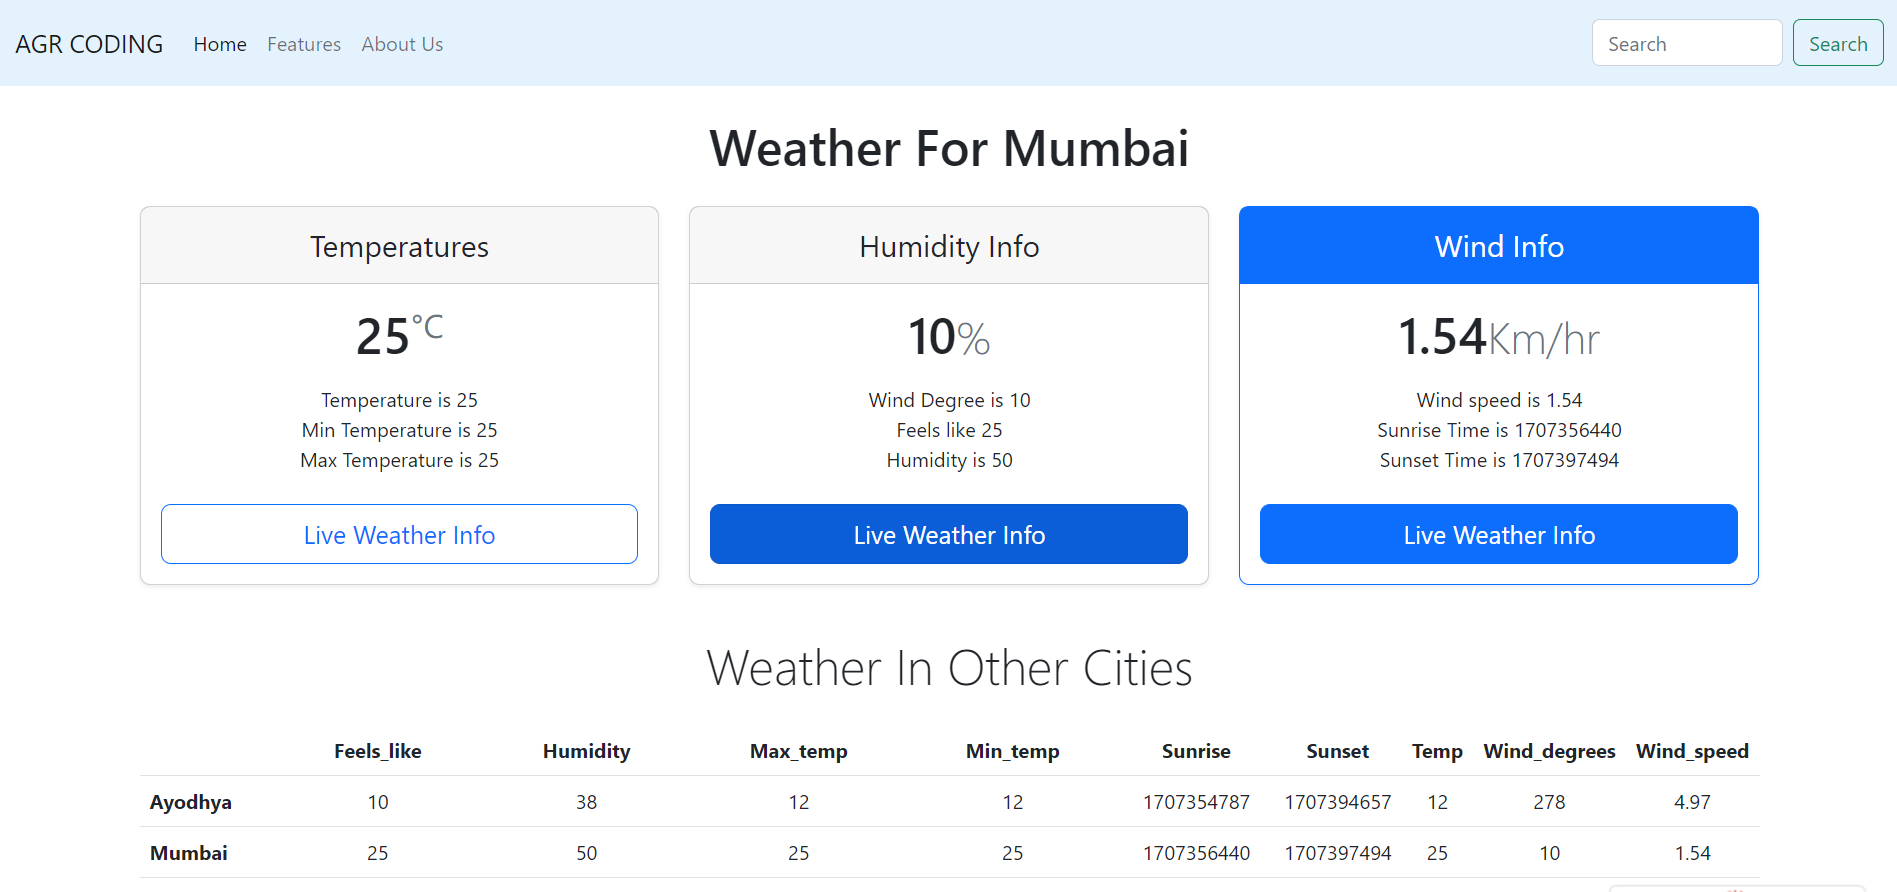 AGR CODING Home Features About Us Search Search
Weather For Mumbai
Temperatures
25°C
Temperature is 25
Min Temperature is 25
Max Temperature is 25
Live Weather Info
Humidity Info
10%
Wind Degree is 10
Feels like 25
Humidity is 50
Live Weather Info
Wind Info
1.54Km/hr
Wind speed is 1.54
Sunrise Time is 1707356440
Sunset Time is 1707397494
Live Weather Info
Weather In Other Cities
Feels_like Humidity Max_temp Min_temp Sunrise Sunset Temp Wind_degrees Wind_speed
Ayodhya 10 38 12 12 1707354787 1707394657 12 278 4.97
Mumbai 25 50 25 25 1707356440 1707397494 25 10 1.54